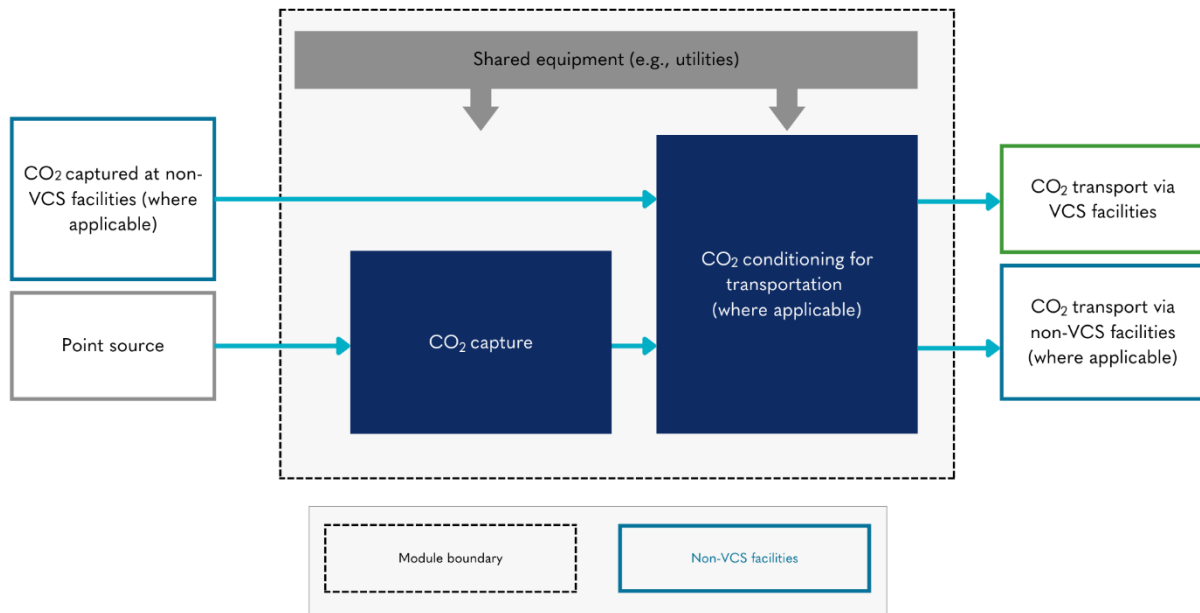 Shared equipment (e.g., utilities)
CO₂ captured at non-
VCS facilities (where
applicable)
Point source
CO₂ capture
CO₂ conditioning for
transportation
(where applicable)
CO₂ transport via
VCS facilities
CO₂ transport via
non-VCS facilities
(where applicable)
Module boundary
Non-VCS facilities